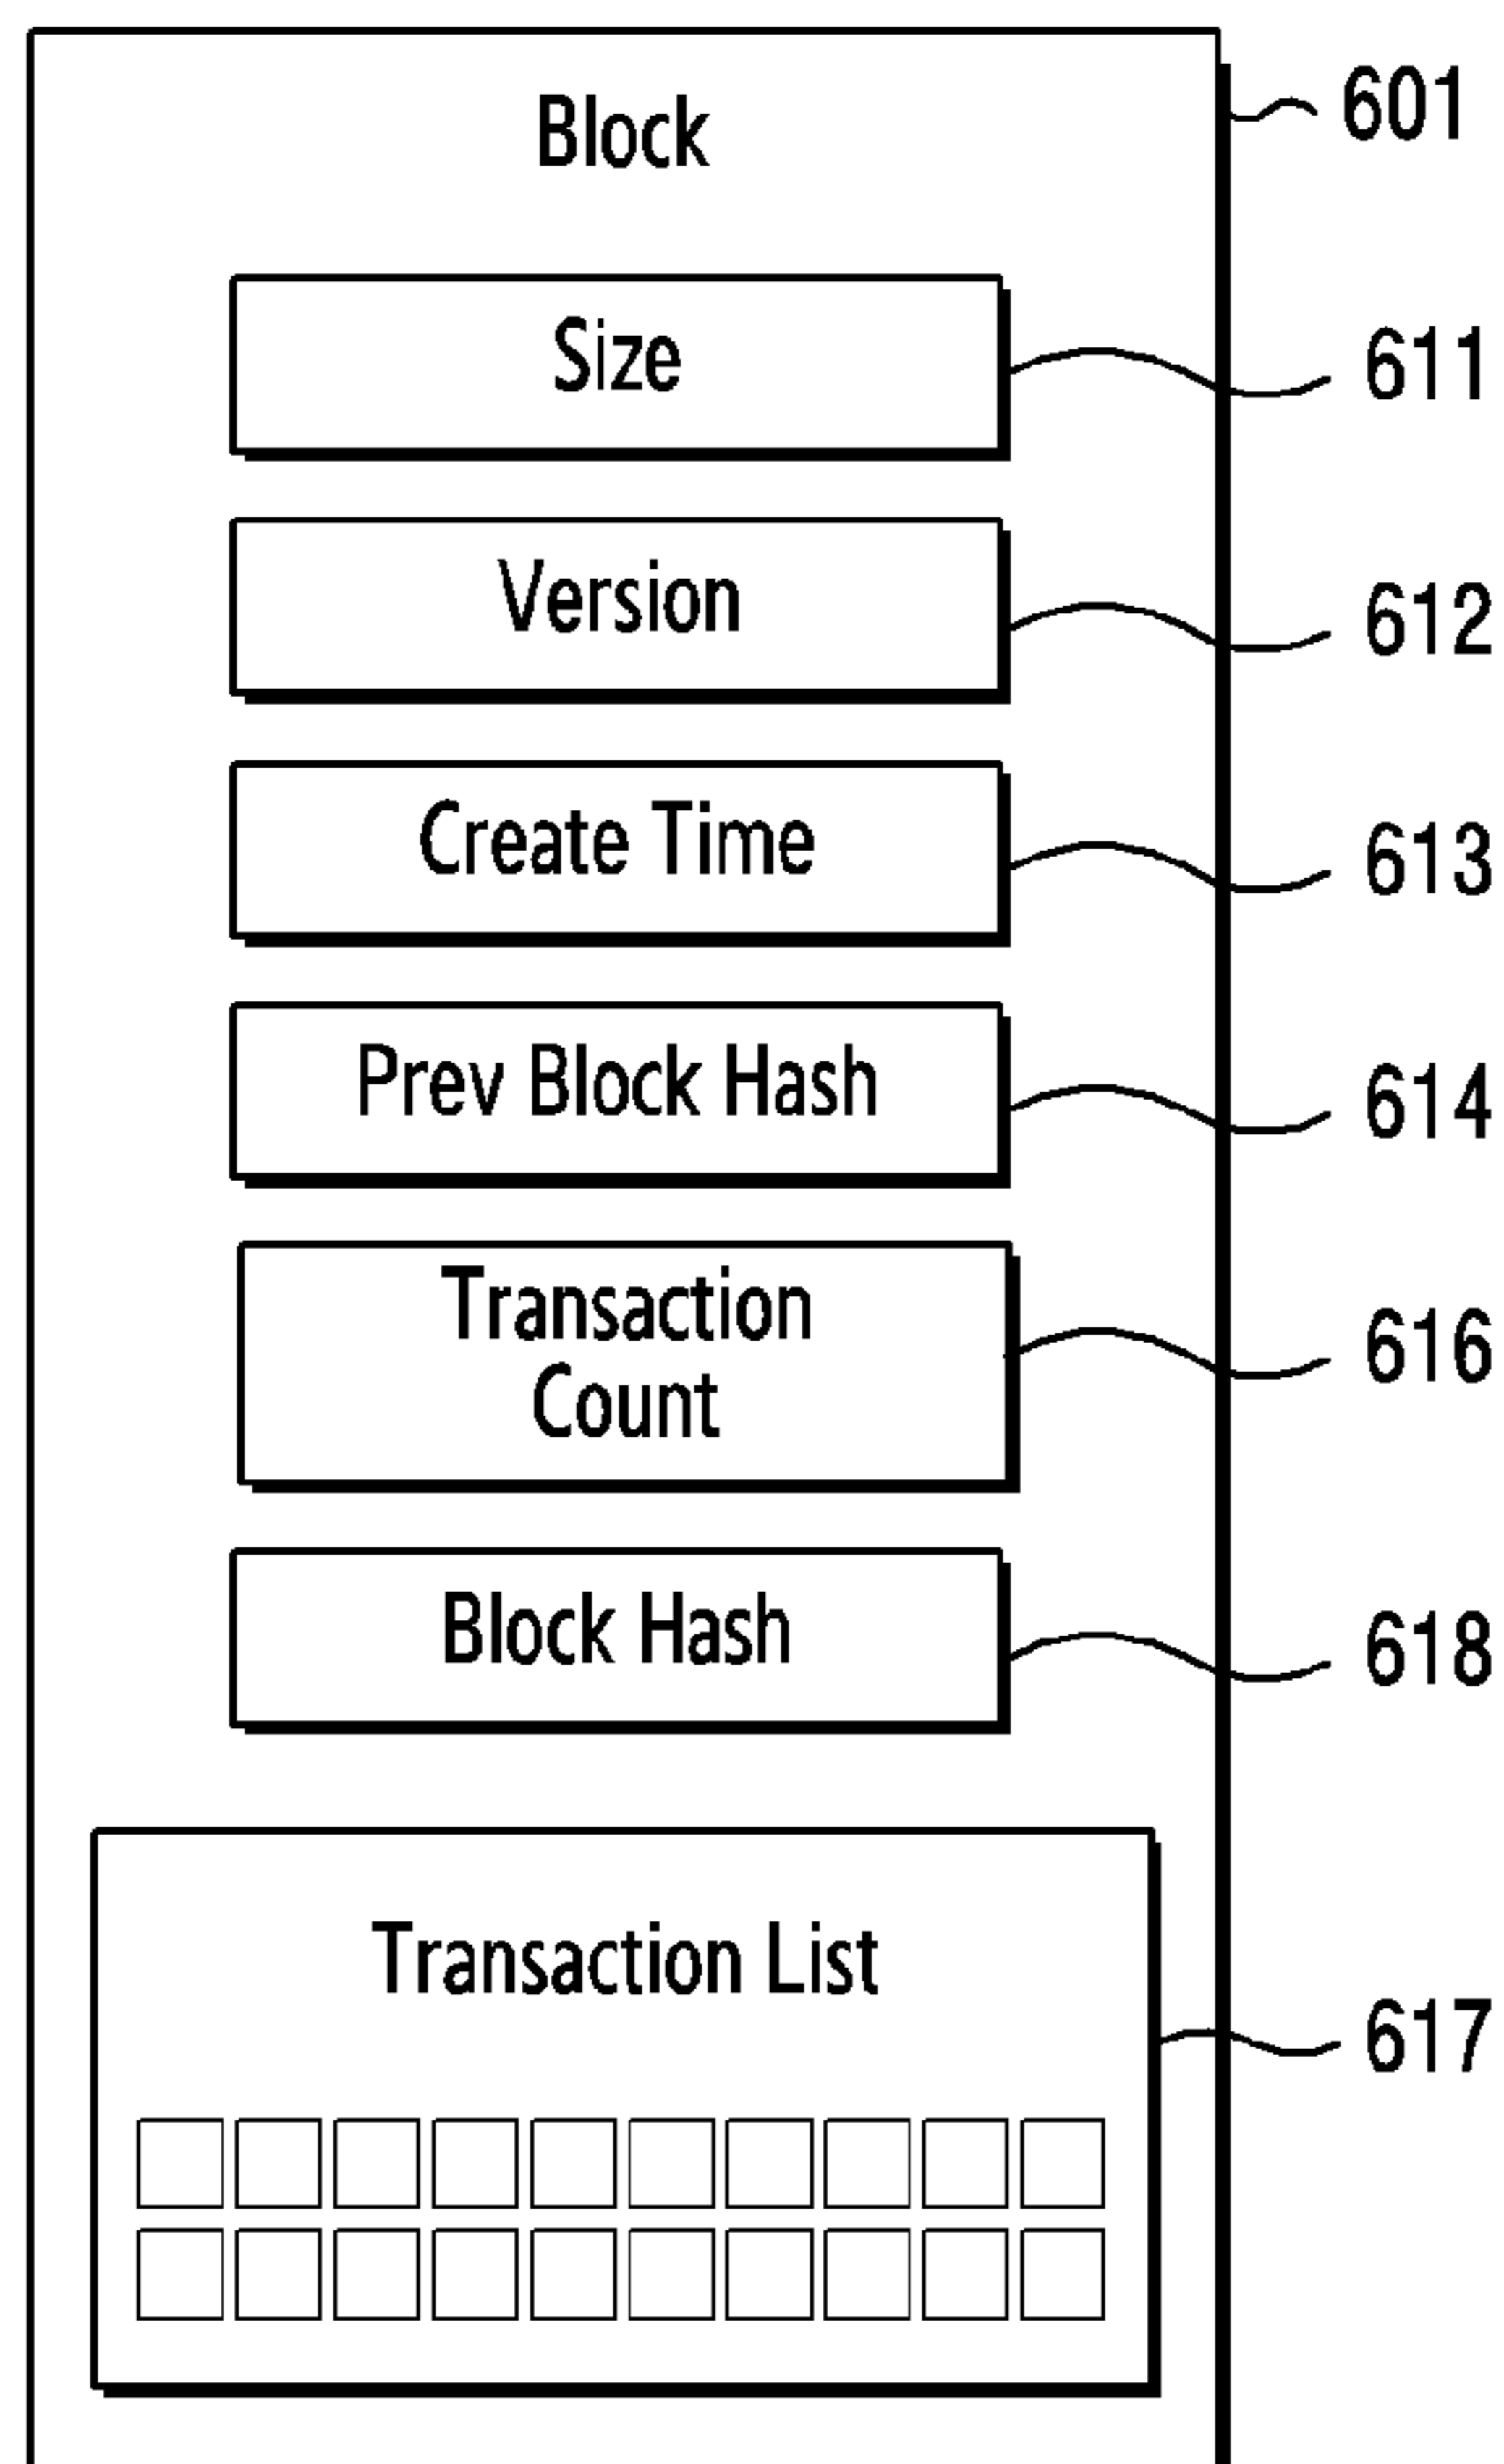 Block
601
Size
611
Version
612
Create Time
613
Prev Block Hash
614
Transaction
Count
616
Block Hash
618
Transaction List
617